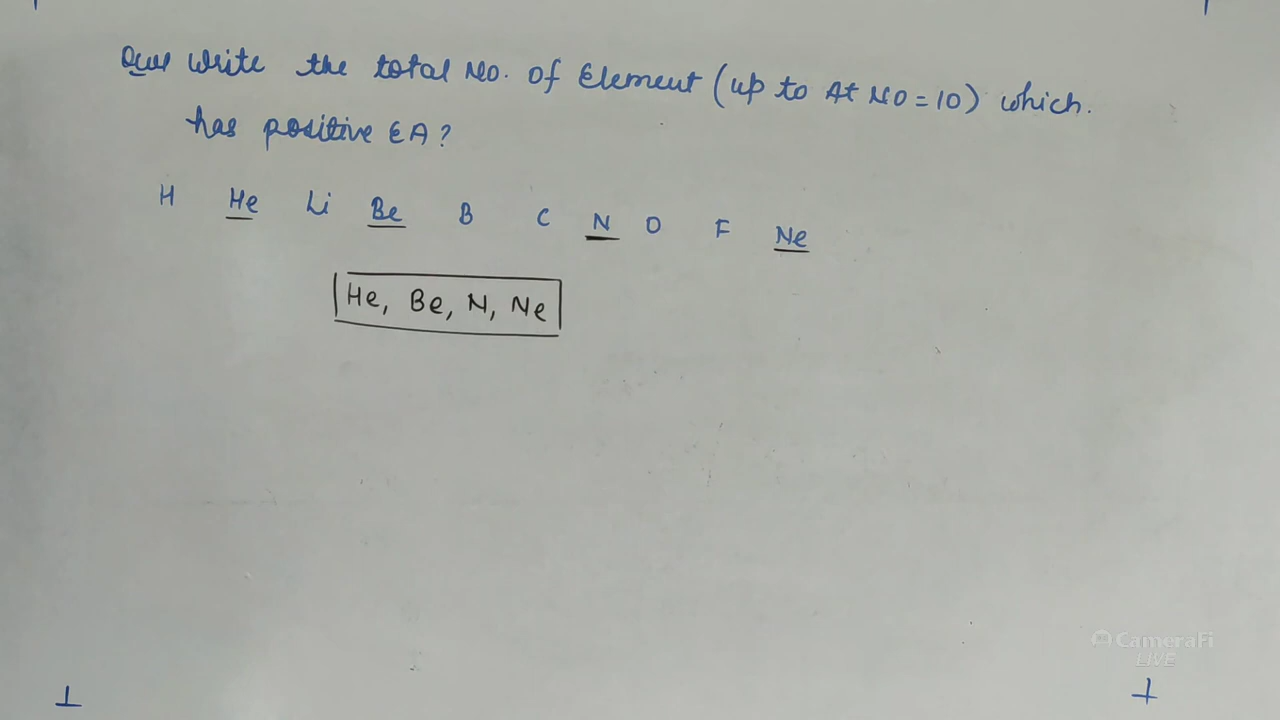 Ques Write the total No. of Element (up to At No = 10) which.
has positive EA?
H He Li Be B C N O F Ne
He, Be, N, Ne
CameraFi
LIVE